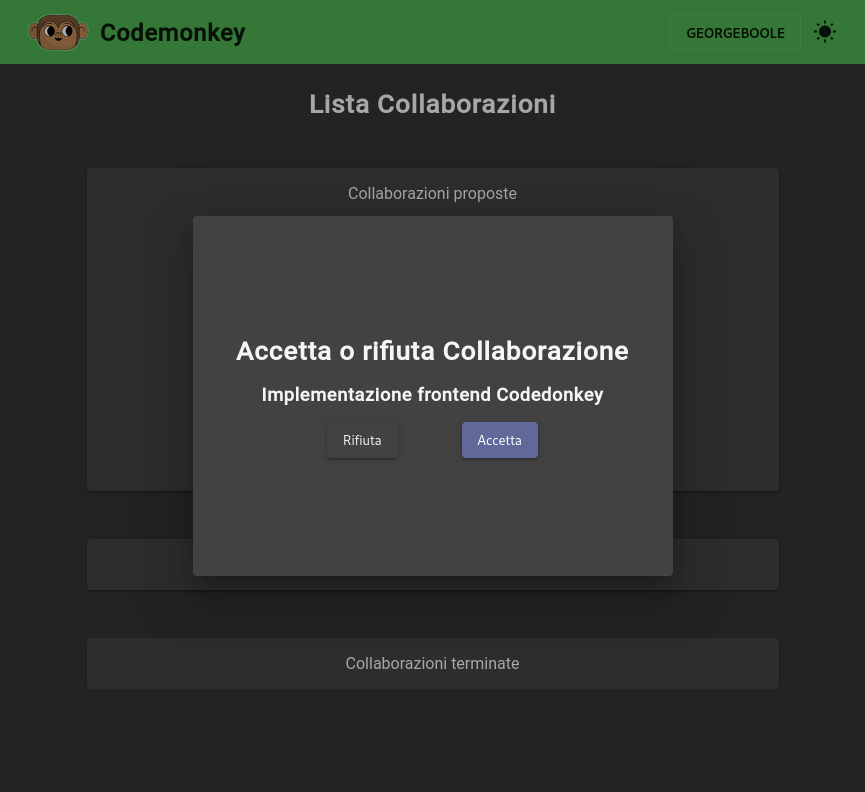 Codemonkey
GEORGEBOOLE
Lista Collaborazioni
Collaborazioni proposte
Accetta o rifiuta Collaborazione
Implementazione frontend Codedonkey
Rifiuta
Accetta
Collaborazioni terminate